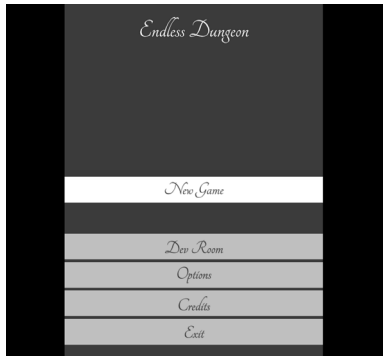 Endless Dungeon
New Game
Dev Room
Options
Credits
Exit